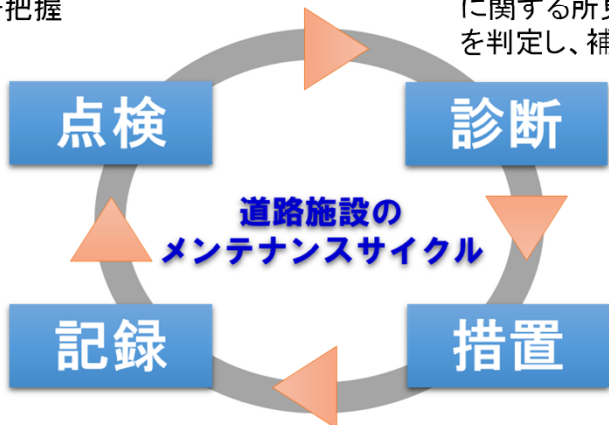 把握
に関する所見
を判定し、補
点検
診断
道路施設の
メンテナンスサイクル
記録
措置